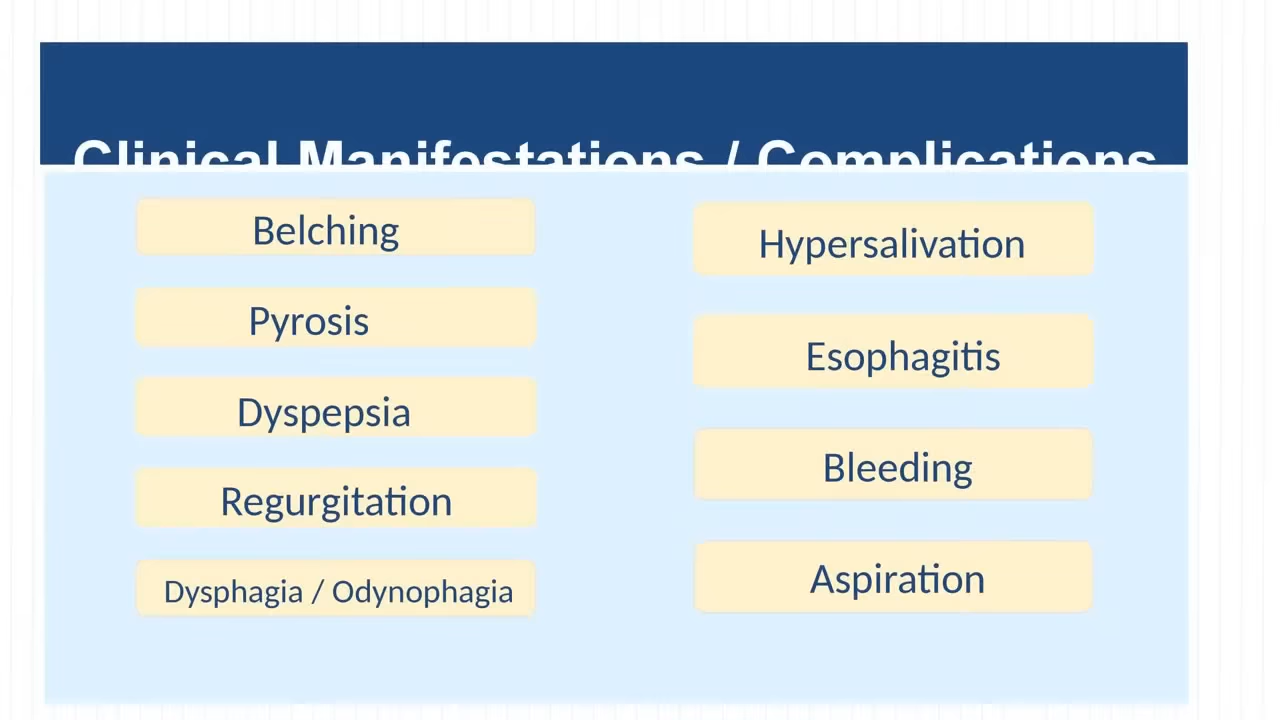 Clinical Manifestations / Complications
Belching
Pyrosis
Dyspepsia
Regurgitation
Dysphagia / Odynophagia
Hypersalivation
Esophagitis
Bleeding
Aspiration